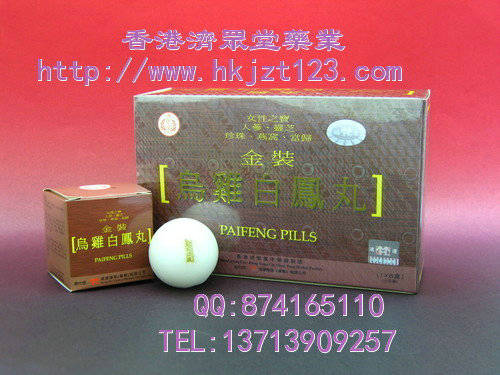 香港濟眾堂藥業
http://www.hkjzt123.com/
女性之寶
人參、靈芝
珍珠、燕窩、當歸
金裝
[烏雞白鳳丸]
PAIFENG PILLS
金裝
[烏雞白鳳丸]
PAIFENG PILLS
QQ:874165110
TEL:13713909257